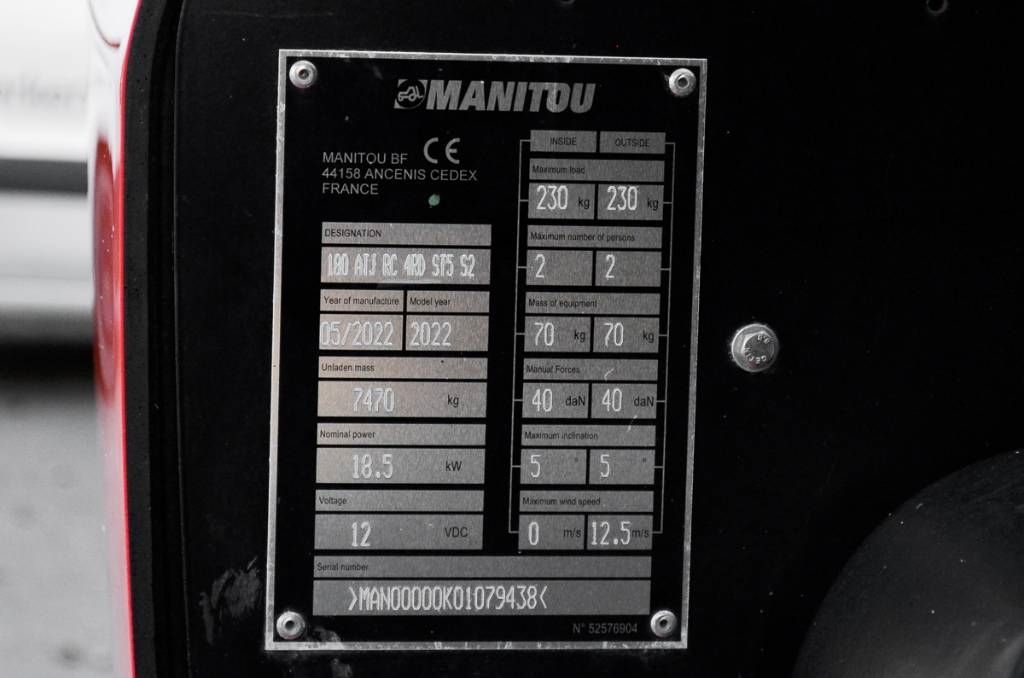 MANITOU
CE
MANITOU BF
44158 ANCENIS CEDEX
FRANCE
DESIGNATION
180 ATJ RC 4RD ST5 S2
Year of manufacture Model year
05/2022 2022
Unladen mass
7470 kg
Nominal power
18.5 kW
Voltage
12 VDC
INSIDE OUTSIDE
Maximum load
230 kg 230 kg
Maximum number of persons
2 2
Mass of equipment
70 kg 70 kg
Manual Forces
40 daN 40 daN
Maximum inclination
5 ° 5 °
Maximum wind speed
0 m/s 12.5 m/s
Serial number
>MAN00000K01079438<
N° 52576904